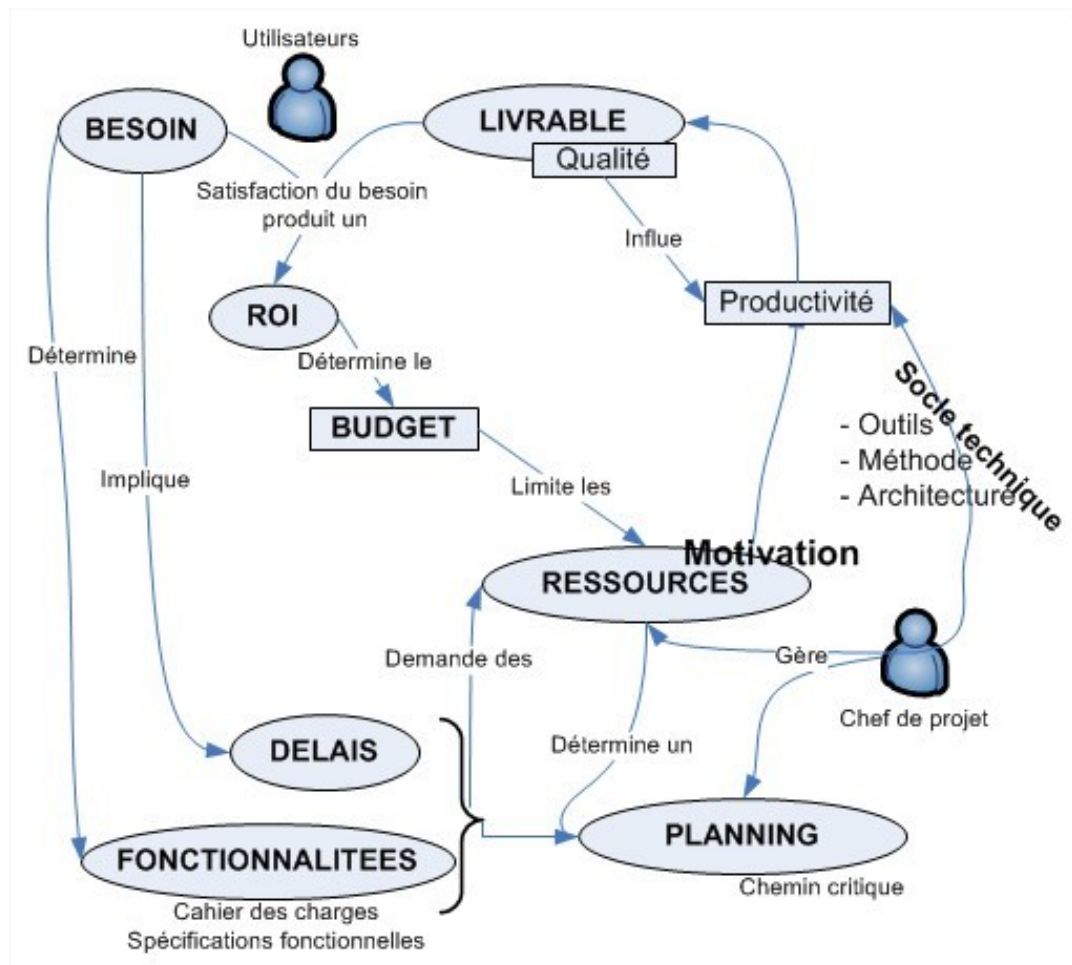 Utilisateurs
BESOIN
LIVRABLE
Qualité
Satisfaction du besoin
produit un
Influe
ROI
Productivité
Détermine
Détermine le
Socle technique
BUDGET
- Outils
- Méthode
- Architecture
Implique
Limite les
Motivation
RESSOURCES
Demande des
Gère
Chef de projet
DELAIS
Détermine un
FONCTIONNALITEES
PLANNING
Chemin critique
Cahier des charges
Spécifications fonctionnelles